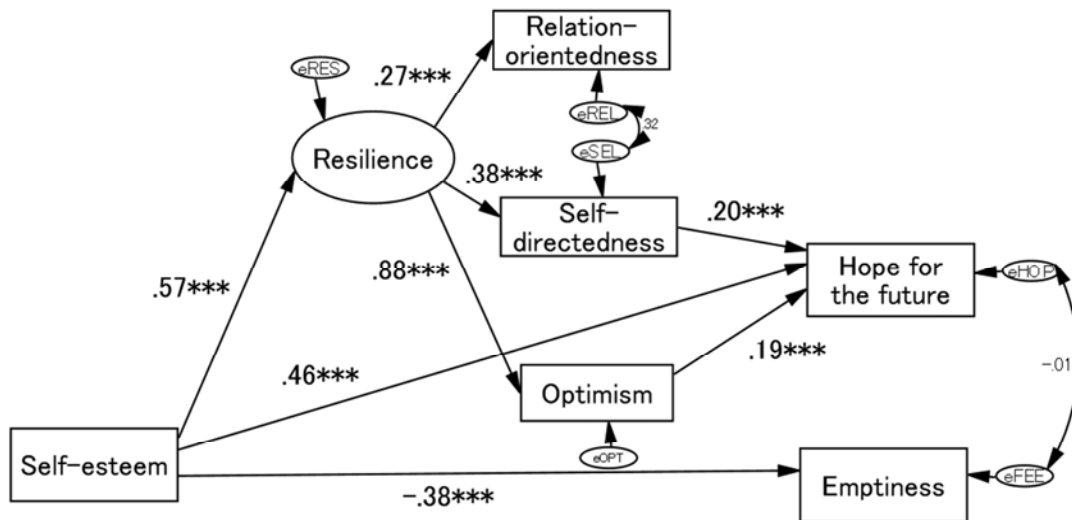 Relation-
orientedness
eRES
.27***
eREL
.32
Resilience
eSEL
.38***
Self-
directedness
.20***
Hope for
the future
eHOP
.57***
.88***
.46***
.19***
-.01
Optimism
Self-esteem
eOPT
-.38***
Emptiness
eFEE